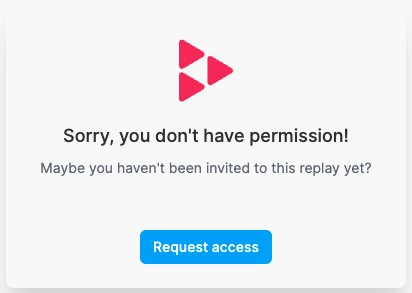 Sorry, you don't have permission!
Maybe you haven't been invited to this replay yet?
Request access